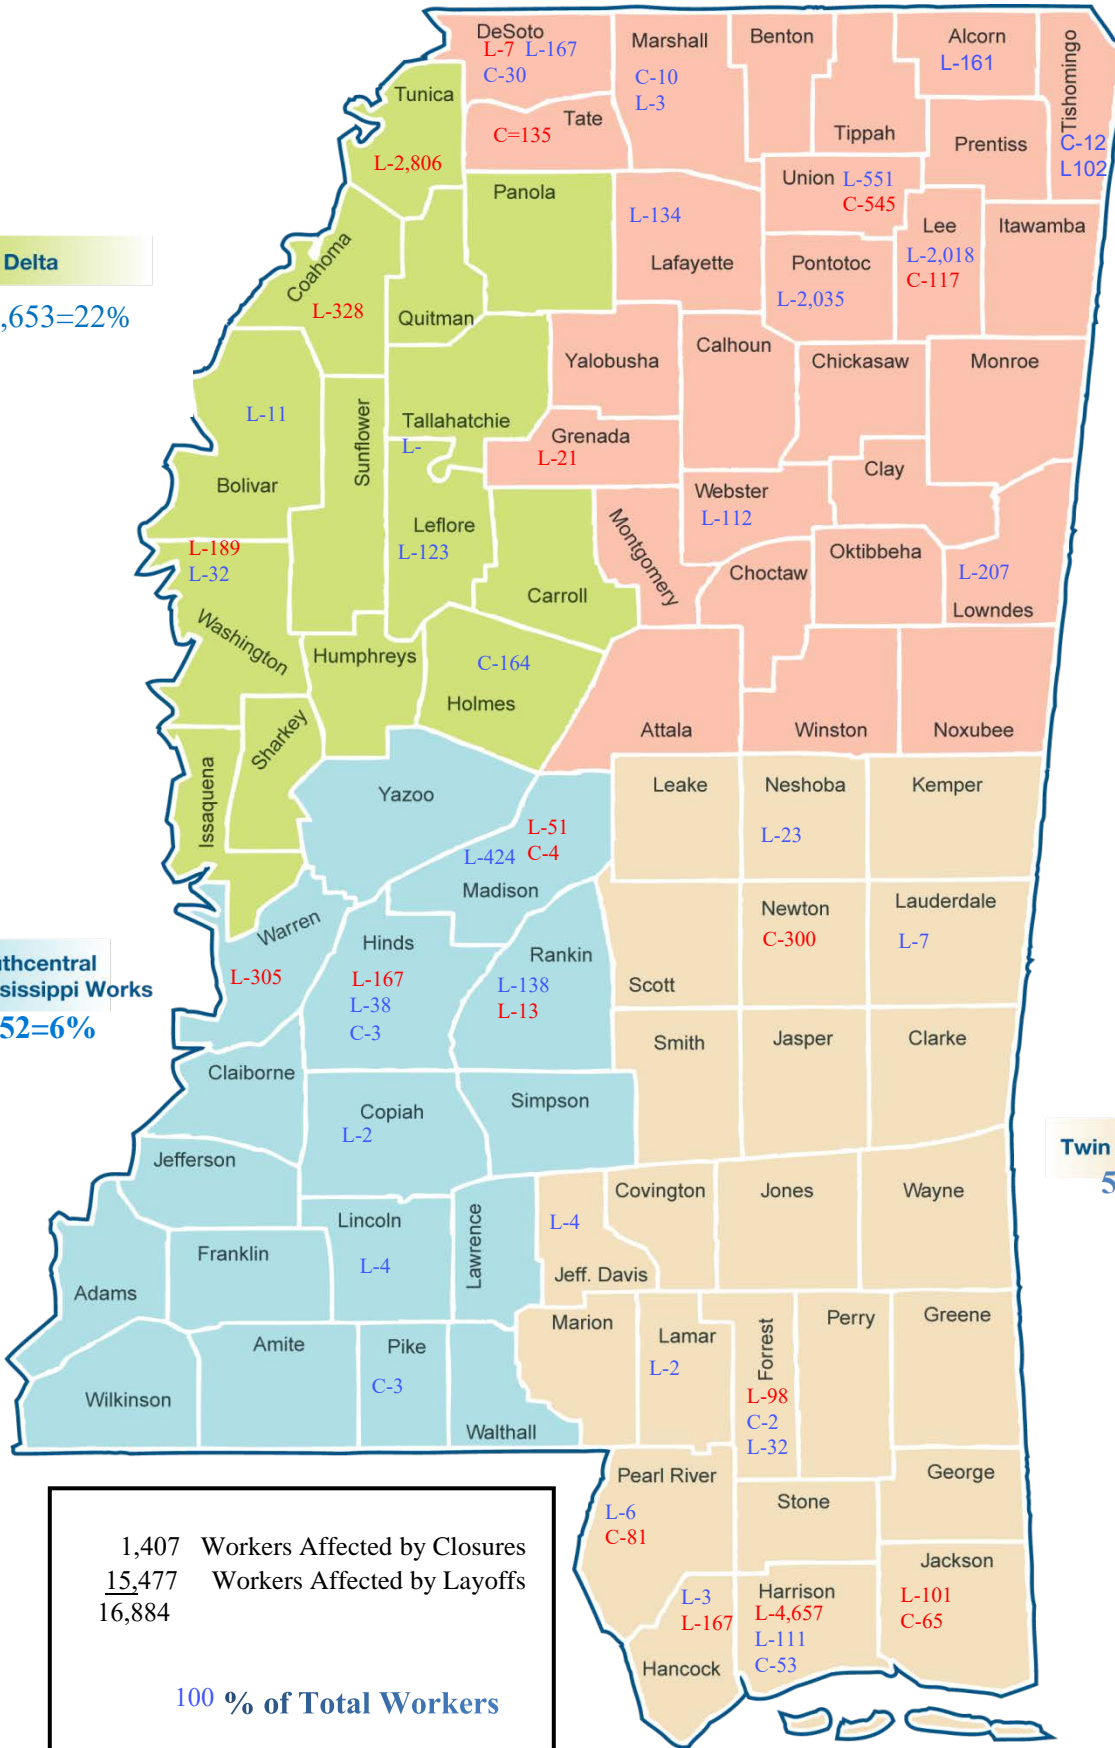 DeSoto
L-7 L-167
C-30
Marshall
C-10
L-3
Benton
Tippah
Alcorn
L-161
Tishomingo
C-12
L102
Prentiss
Tunica
L-2,806
Tate
C=135
Panola
Union L-551
C-545
L-134
Lafayette
Pontotoc
L-2,035
Lee
L-2,018
C-117
Itawamba
Delta
,653=22%
Coahoma
L-328
Quitman
Yalobusha
Calhoun
Chickasaw
Monroe
L-11
Bolivar
Sunflower
Tallahatchie
L-
Grenada
L-21
Clay
Webster
L-112
Leflore
L-123
Carroll
Montgomery
Choctaw
Oktibbeha
L-207
Lowndes
L-189
L-32
Washington
Humphreys
C-164
Holmes
Attala
Winston
Noxubee
Sharkey
Issaquena
Yazoo
L-51
L-424 C-4
Madison
Leake
Neshoba
L-23
Kemper
Warren
L-305
Hinds
L-167
L-38
C-3
Rankin
L-138
L-13
Scott
Newton
C-300
Lauderdale
L-7
uthcentral
sissippi Works
52=6%
Smith
Jasper
Clarke
Claiborne
Copiah
L-2
Simpson
Twin
5
Jefferson
Lincoln
L-4
Lawrence
L-4
Jeff. Davis
Covington
Jones
Wayne
Adams
Franklin
Wilkinson
Amite
Pike
C-3
Walthall
Marion
Lamar
L-2
Forrest
L-98
C-2
L-32
Perry
Greene
Pearl River
L-6
C-81
Stone
George
L-3
L-167
Hancock
Harrison
L-4,657
L-111
C-53
Jackson
L-101
C-65
1,407 Workers Affected by Closures
15,477 Workers Affected by Layoffs
16,884
100 % of Total Workers